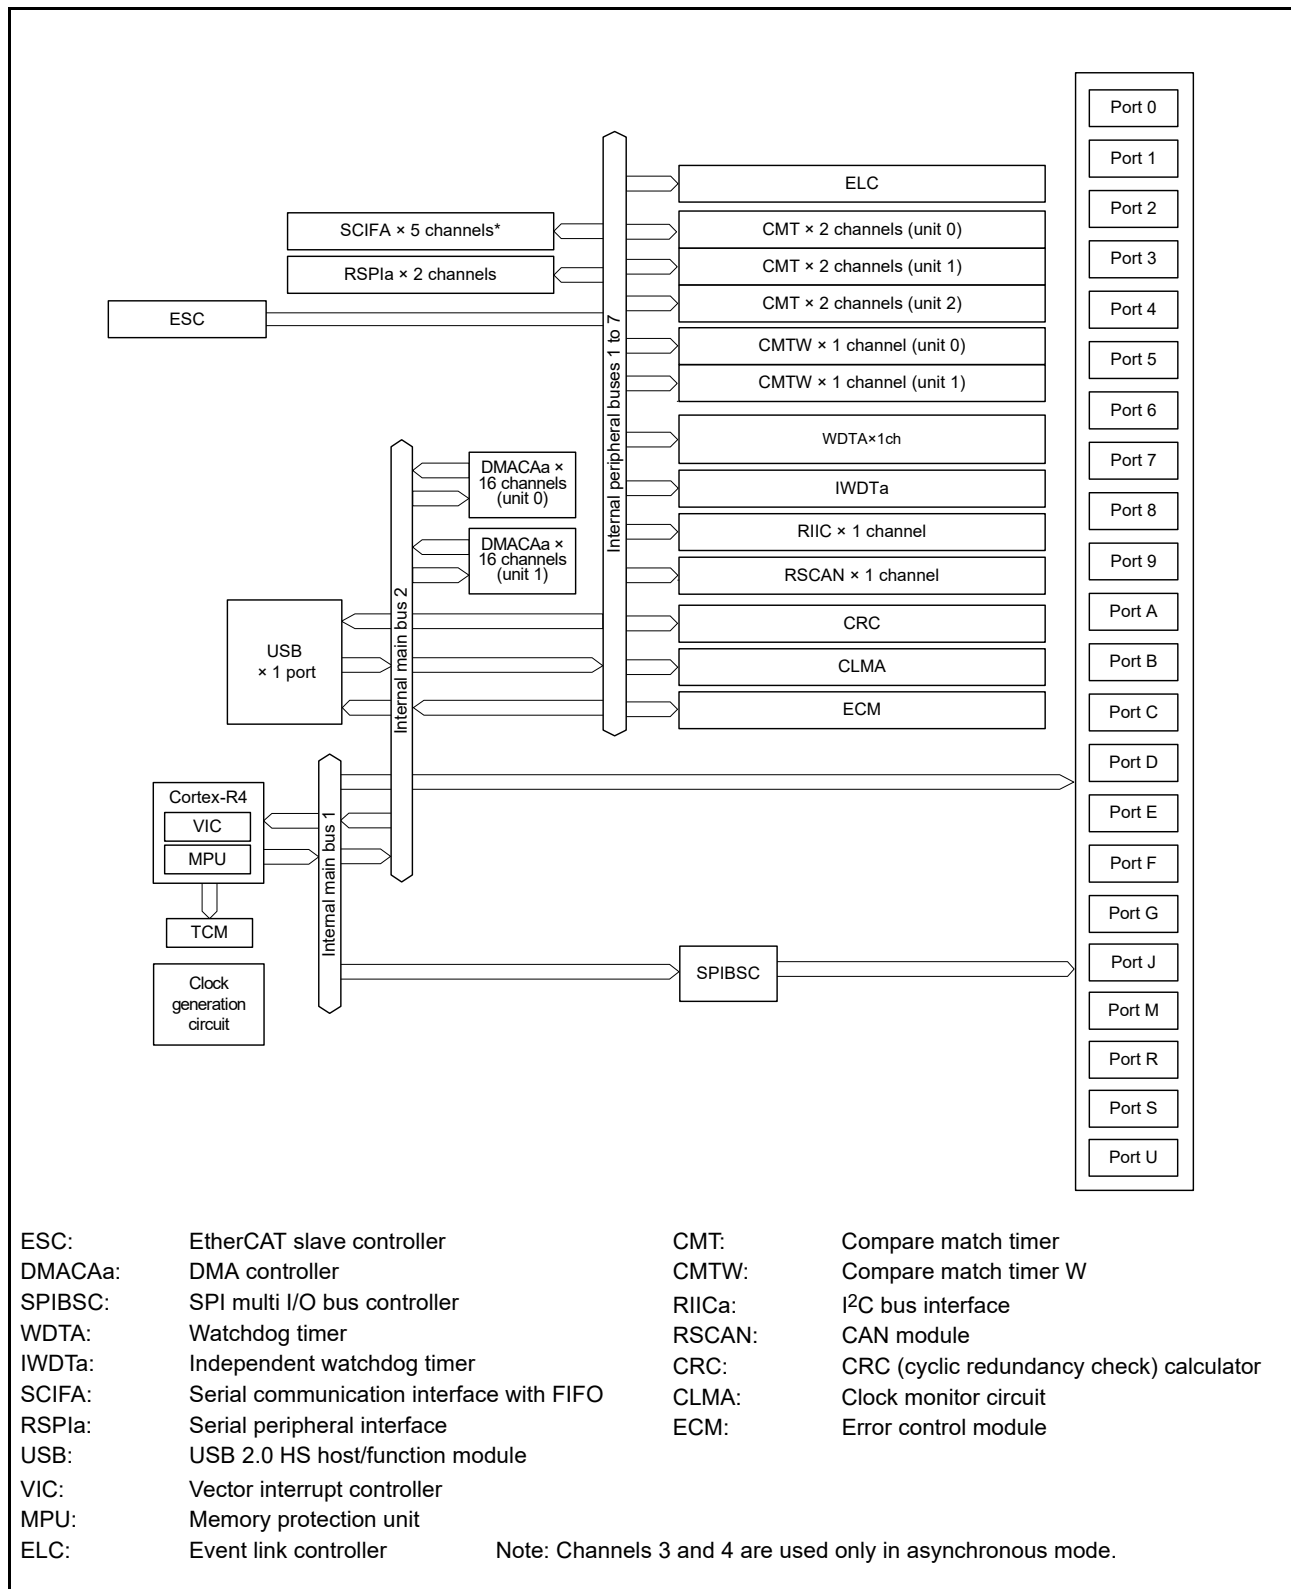 Port 0
Port 1
Port 2
Port 3
Port 4
Port 5
Port 6
Port 7
Port 8
Port 9
Port A
Port B
Port C
Port D
Port E
Port F
Port G
Port J
Port M
Port R
Port S
Port U
ELC
CMT × 2 channels (unit 0)
CMT × 2 channels (unit 1)
CMT × 2 channels (unit 2)
CMTW × 1 channel (unit 0)
CMTW × 1 channel (unit 1)
WDTA×1ch
IWDTa
RIIC × 1 channel
RSCAN × 1 channel
CRC
CLMA
ECM
Internal peripheral buses 1 to 7
SCIFA × 5 channels*
RSPIa × 2 channels
ESC
DMACAa ×
16 channels
(unit 0)
DMACAa ×
16 channels
(unit 1)
Internal main bus 2
USB
× 1 port
Internal main bus 1
Cortex-R4
VIC
MPU
TCM
Clock
generation
circuit
SPIBSC
ESC: EtherCAT slave controller
DMACAa: DMA controller
SPIBSC: SPI multi I/O bus controller
WDTA: Watchdog timer
IWDTa: Independent watchdog timer
SCIFA: Serial communication interface with FIFO
RSPIa: Serial peripheral interface
USB: USB 2.0 HS host/function module
VIC: Vector interrupt controller
MPU: Memory protection unit
ELC: Event link controller
CMT: Compare match timer
CMTW: Compare match timer W
RIICa: I2C bus interface
RSCAN: CAN module
CRC: CRC (cyclic redundancy check) calculator
CLMA: Clock monitor circuit
ECM: Error control module
Note: Channels 3 and 4 are used only in asynchronous mode.